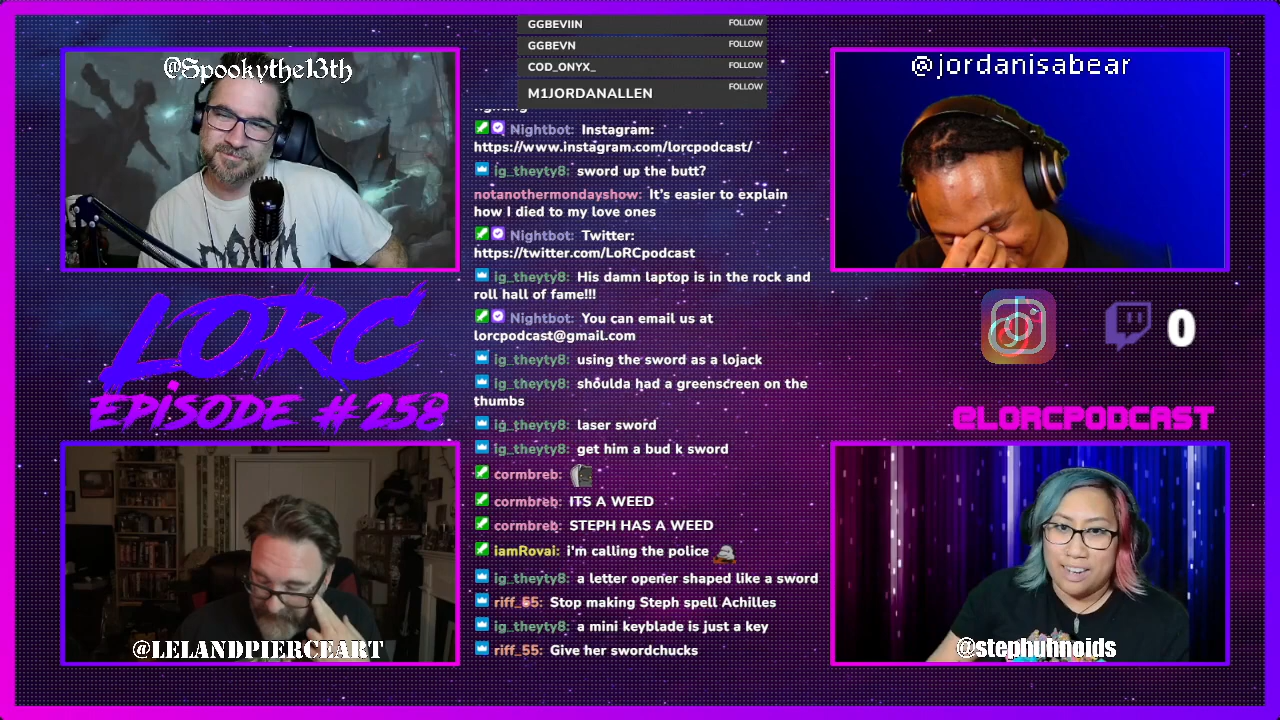 GGBEVIIN FOLLOW
GGBEVN FOLLOW
COD_ONYX_ FOLLOW
M1JORDANALLEN FOLLOW
@Spookythe13th
@jordanisabear
Nightbot: Instagram:
https://www.instagram.com/lorcpodcast/
ig_theyty8: sword up the butt?
notanothermondayshow: It's easier to explain
how I died to my love ones
Nightbot: Twitter:
https://twitter.com/LoRCpodcast
ig_theyty8: His damn laptop is in the rock and
roll hall of fame!!!
Nightbot: You can email us at
lorcpodcast@gmail.com
ig_theyty8: using the sword as a lojack
ig_theyty8: shoulda had a greenscreen on the
thumbs
ig_theyty8: laser sword
ig_theyty8: get him a bud k sword
cormbreb:
cormbreb: ITS A WEED
cormbreb: STEPH HAS A WEED
iamRovai: i'm calling the police
ig_theyty8: a letter opener shaped like a sword
riff_55: Stop making Steph spell Achilles
ig_theyty8: a mini keyblade is just a key
riff_55: Give her swordchucks
LORC
EPISODE #258
0
@LORCPODCAST
DOOM
@LELANDPIERCEART
@stephuhnoids